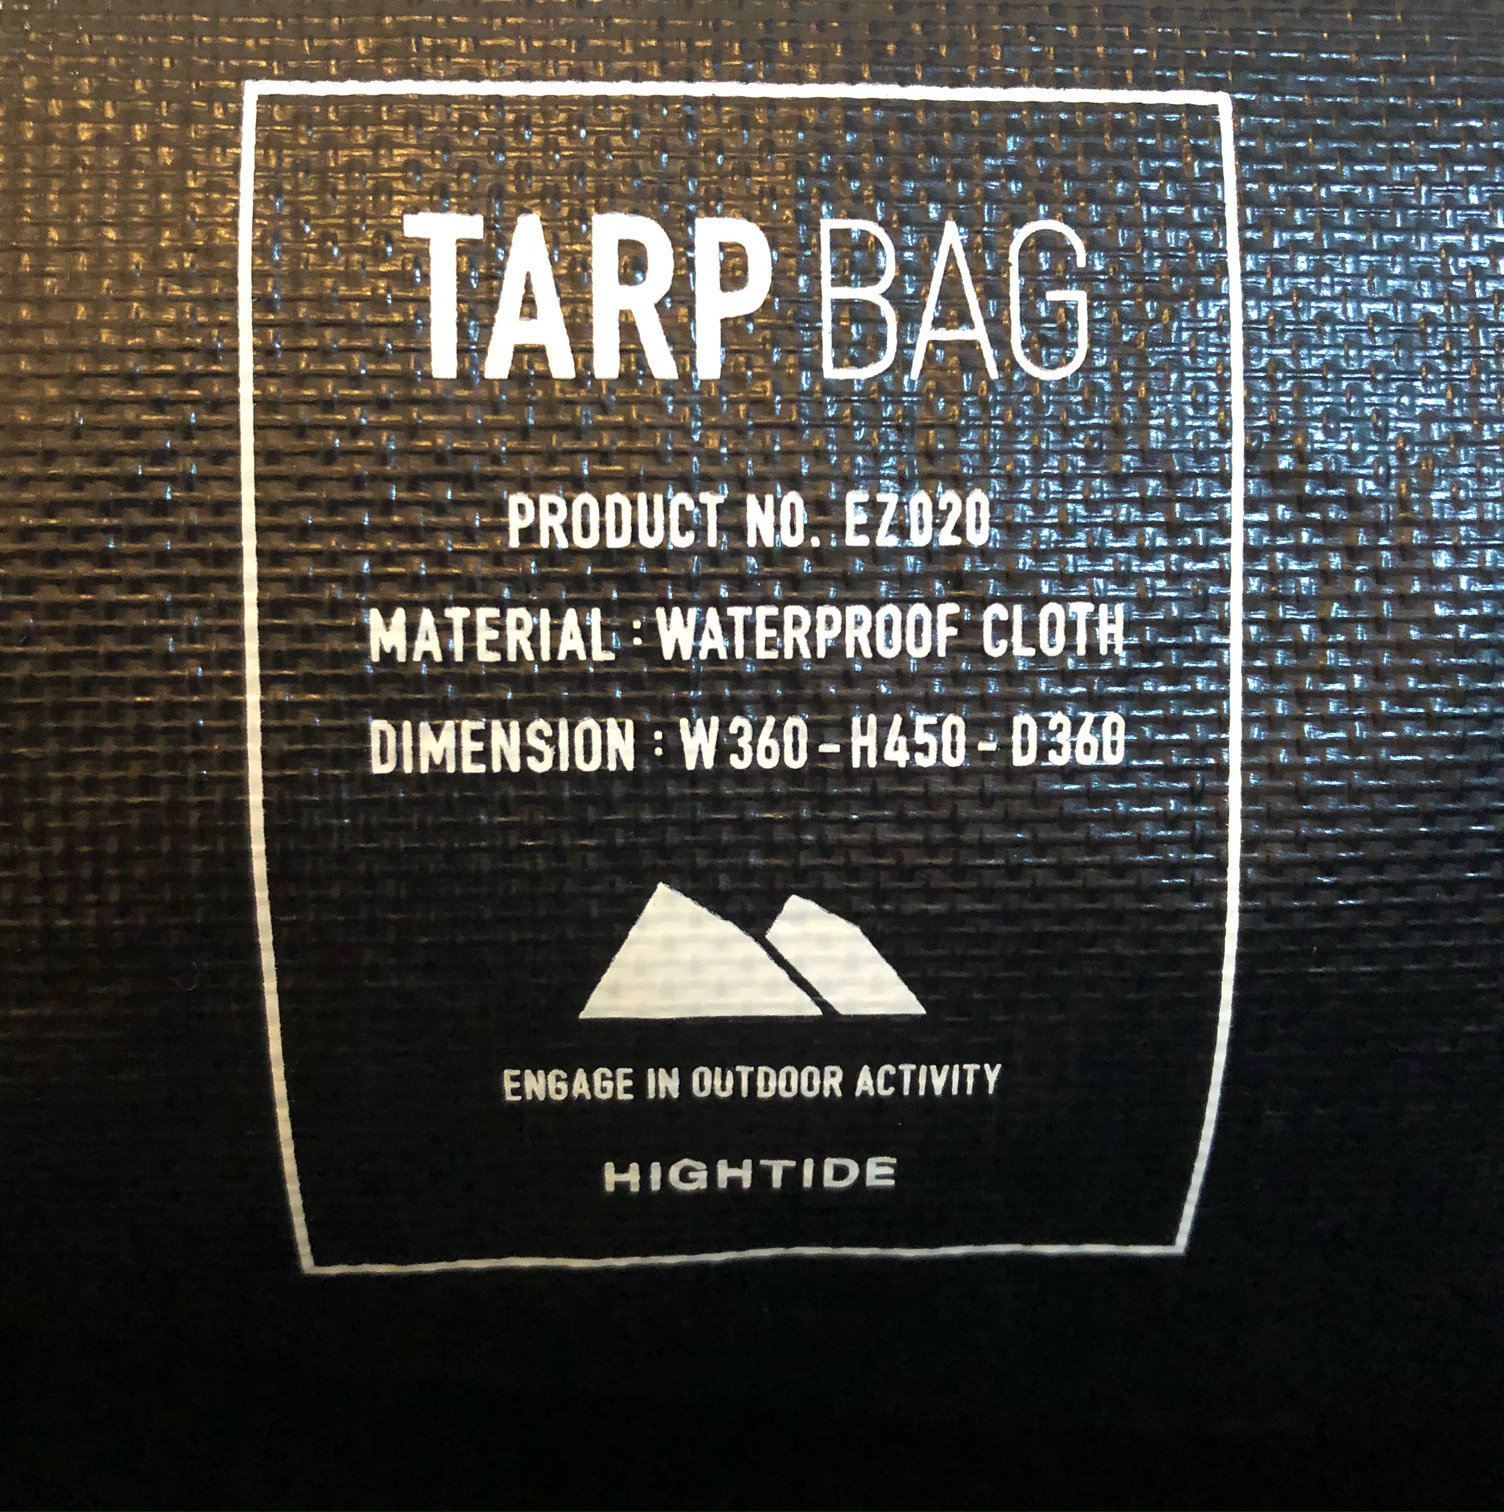 TARP BAG
PRODUCT NO. EZ020
MATERIAL : WATERPROOF CLOTH
DIMENSION : W360-H450-D360
ENGAGE IN OUTDOOR ACTIVITY
HIGHTIDE